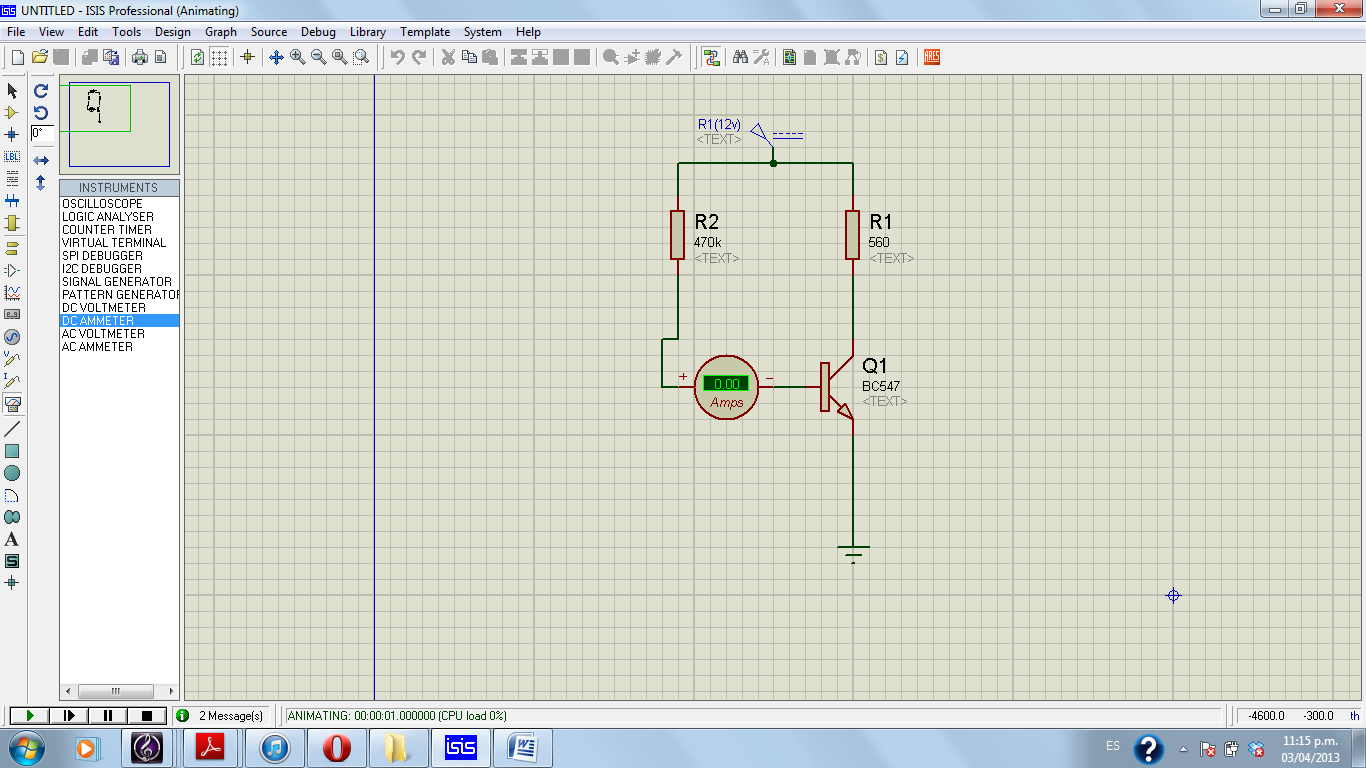 UNTITLED - ISIS Professional (Animating)
File View Edit Tools Design Graph Source Debug Library Template System Help
LBL
ARES
0°
INSTRUMENTS
OSCILLOSCOPE
LOGIC ANALYSER
COUNTER TIMER
VIRTUAL TERMINAL
SPI DEBUGGER
I2C DEBUGGER
SIGNAL GENERATOR
PATTERN GENERATOR
DC VOLTMETER
DC AMMETER
AC VOLTMETER
AC AMMETER
A
S
R1(12v)
<TEXT>
R2
470k
<TEXT>
R1
560
<TEXT>
+
0.00
Amps
−
Q1
BC547
<TEXT>
2 Message(s)
ANIMATING: 00:00:01.000000 (CPU load 0%)
-4600.0 -300.0 th
isis
ES
11:15 p.m.
03/04/2013